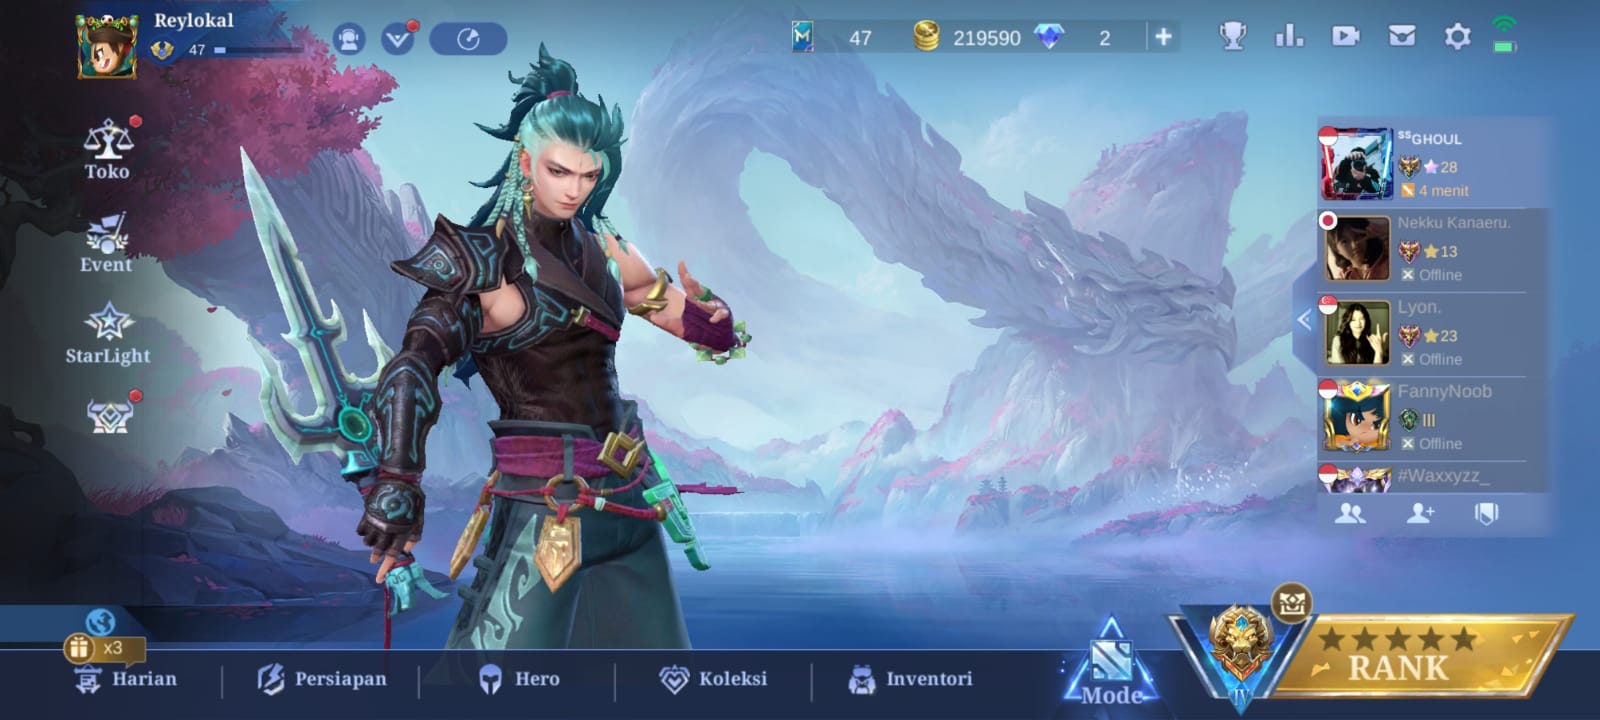 Reylokal
47
47
219590
2
Toko
Event
StarLight
ssGHOUL
28
4 menit
Nekku Kanaeru.
13
Offline
Lyon.
23
Offline
FannyNoob
III
Offline
#Waxxyzz_
x3
Harian
Persiapan
Hero
Koleksi
Inventori
Mode
IV
RANK